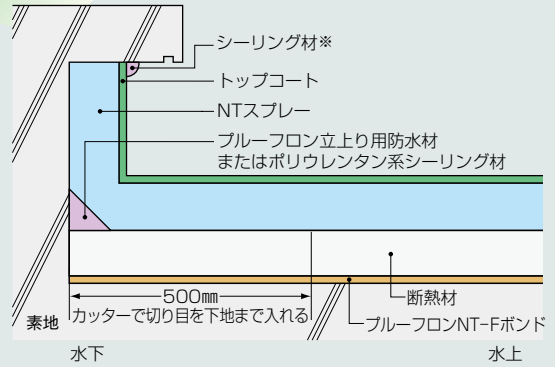 シーリング材※
トップコート
NTスプレー
プルーフロン立上り用防水材
またはポリウレンタン系シーリング材
500㎜
断熱材
素地
カッターで切り目を下地まで入れる
プルーフロンNT-Fボンド
水下
水上